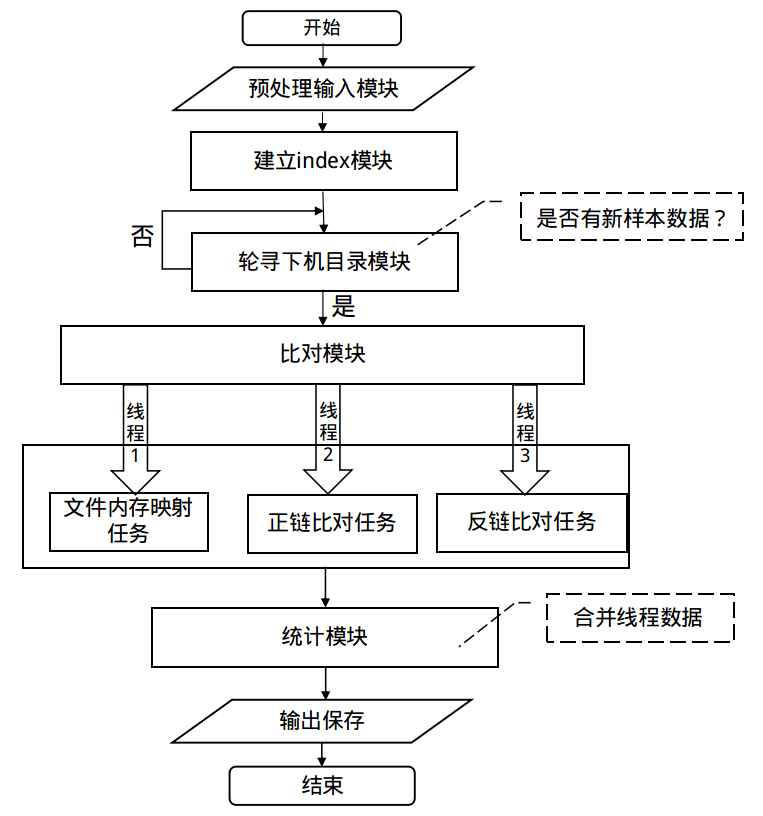 开始
预处理输入模块
建立index模块
是否有新样本数据？
否
轮寻下机目录模块
是
比对模块
线
程
1
线
程
2
线
程
3
文件内存映射
任务
正链比对任务
反链比对任务
合并线程数据
统计模块
输出保存
结束